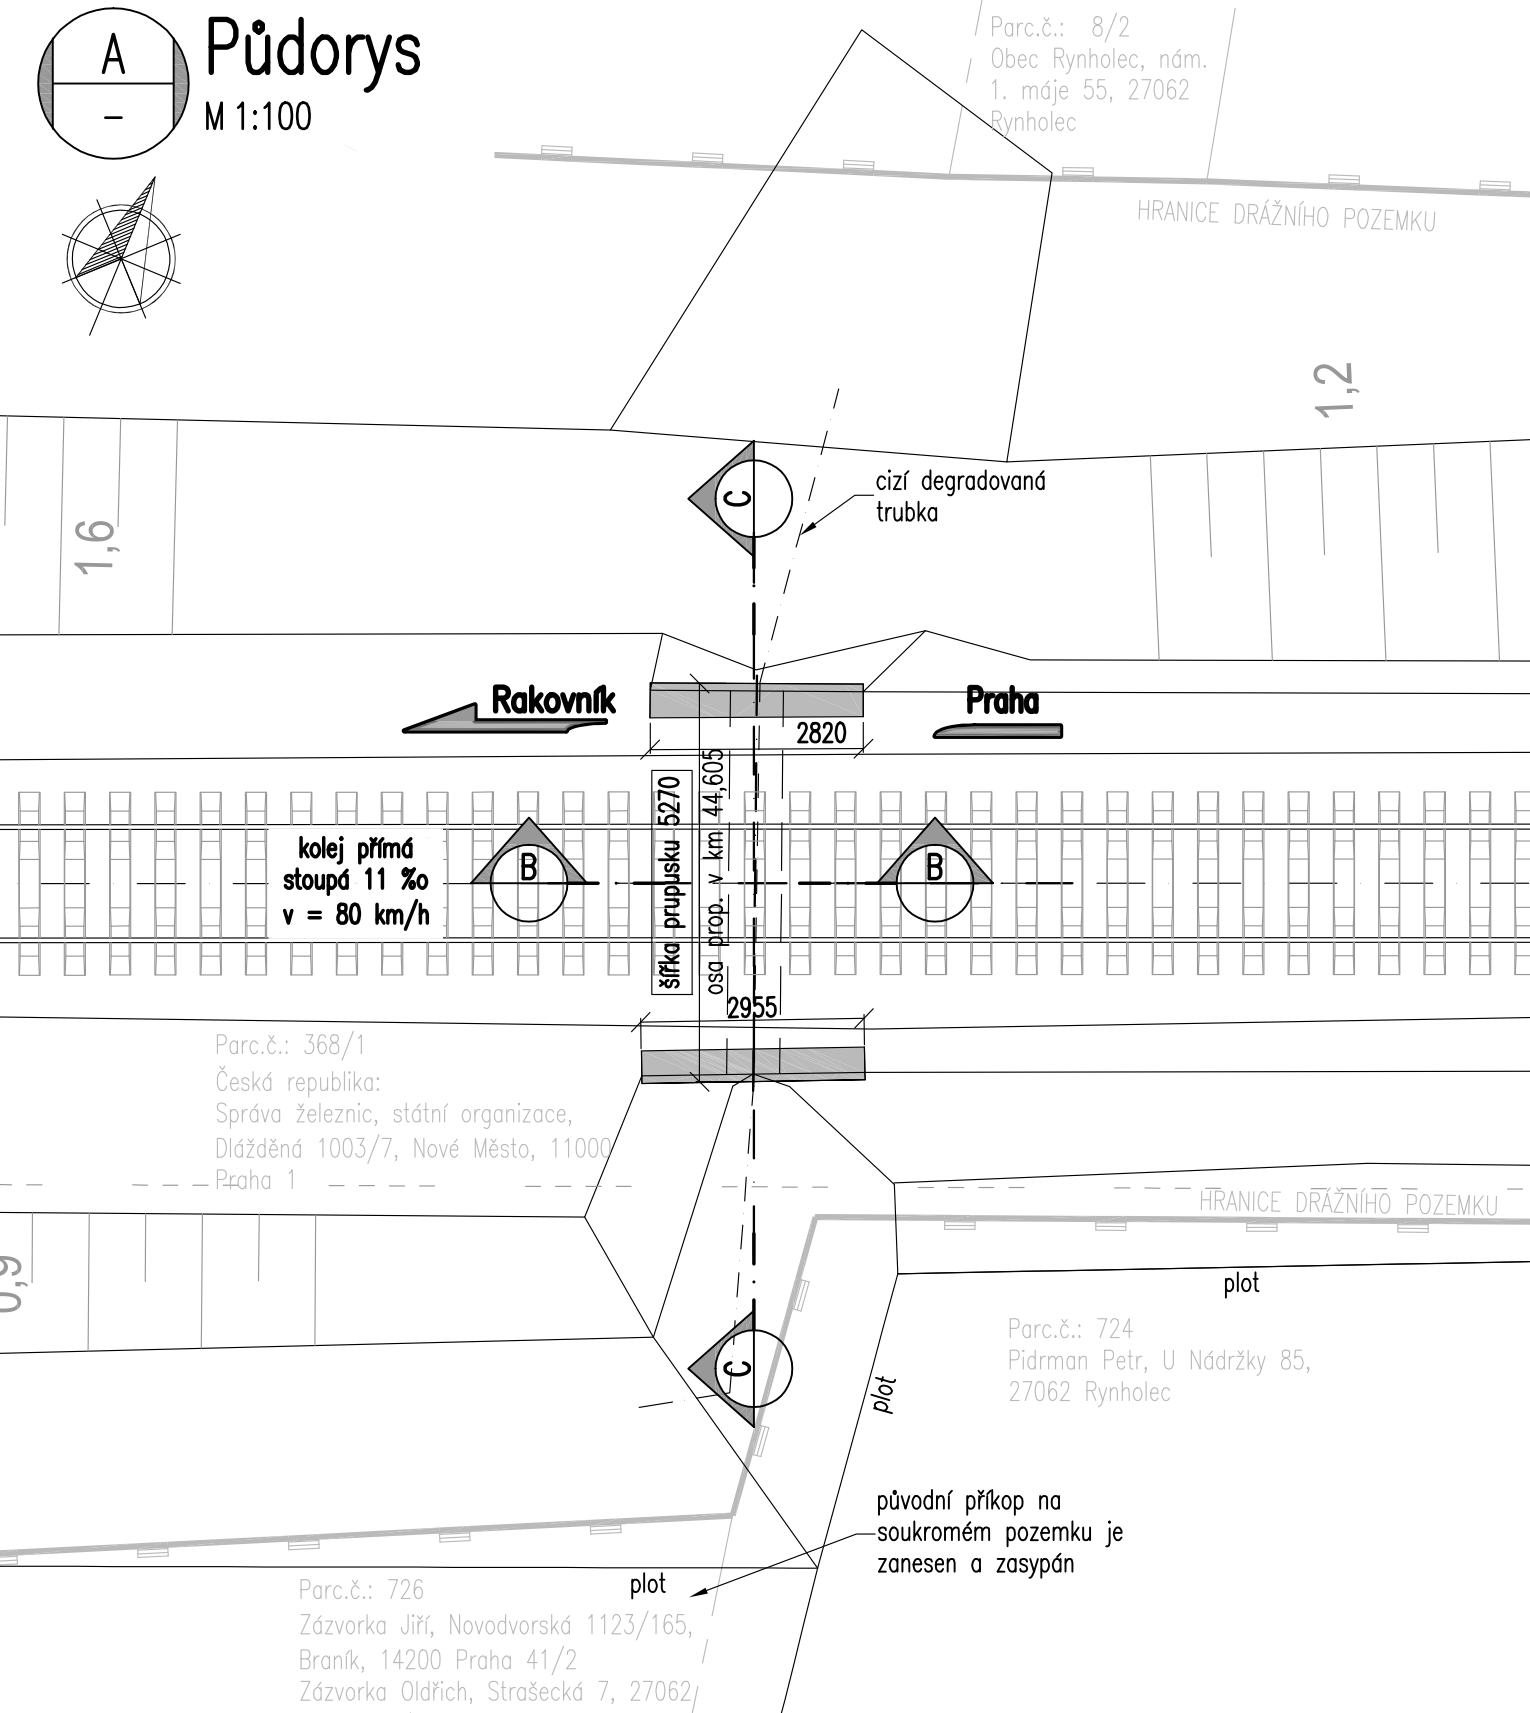 A
-
Půdorys
M 1:100
Parc.č.: 8/2
Obec Rynholec, nám.
1. máje 55, 27062
Rynholec
HRANICE DRÁŽNÍHO POZEMKU
1,2
1,6
C
cizí degradovaná
trubka
Rakovník
Praha
2820
šířka prupusku 5270
osa prop. v km 44,605
kolej přímá
stoupá 11 ‰
v = 80 km/h
B
B
2955
Parc.č.: 368/1
Česká republika:
Správa železnic, státní organizace,
Dlážděná 1003/7, Nové Město, 11000
Praha 1
HRANICE DRÁŽNÍHO POZEMKU
0,9
plot
Parc.č.: 724
Pidrman Petr, U Nádržky 85,
27062 Rynholec
C
plot
původní příkop na
soukromém pozemku je
zanesen a zasypán
plot
Parc.č.: 726
Zázvorka Jiří, Novodvorská 1123/165,
Braník, 14200 Praha 41/2
Zázvorka Oldřich, Strašecká 7, 27062